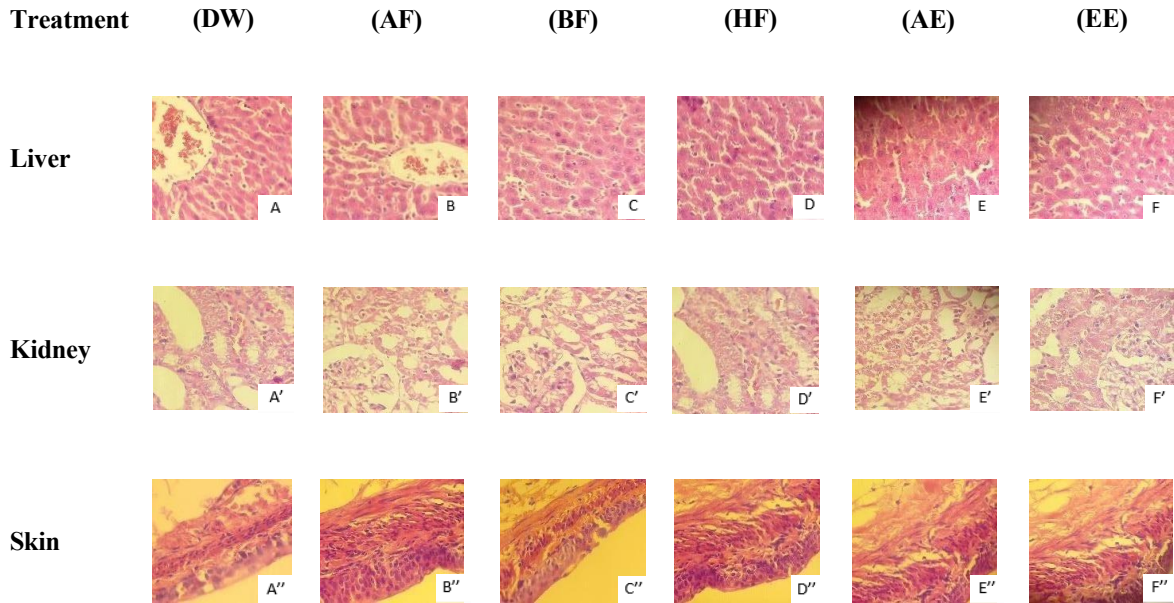 Treatment (DW) (AF) (BF) (HF) (AE) (EE)
Liver
A B C D E F
Kidney
A' B' C' D' E' F'
Skin
A'' B'' C'' D'' E'' F''